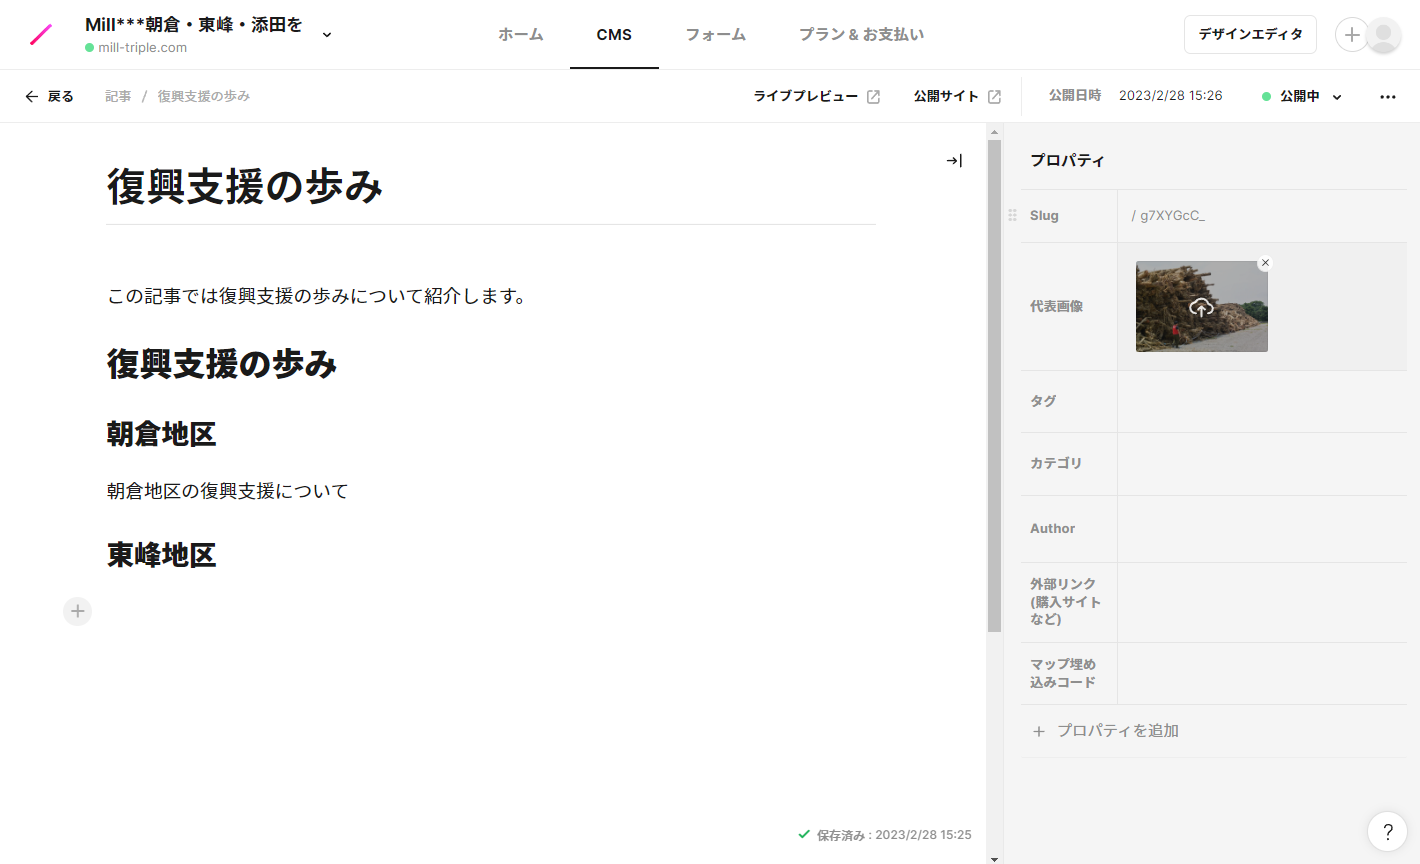 Mill***朝倉・東峰・添田を
mill-triple.com
ホーム
CMS
フォーム
プラン & お支払い
デザインエディタ
戻る
記事 / 復興支援の歩み
ライブプレビュー
公開サイト
公開日時
2023/2/28 15:26
公開中
復興支援の歩み
この記事では復興支援の歩みについて紹介します。
復興支援の歩み
朝倉地区
朝倉地区の復興支援について
東峰地区
保存済み : 2023/2/28 15:25
プロパティ
Slug
/ g7XYGcC_
代表画像
タグ
カテゴリ
Author
外部リンク
(購入サイト
など)
マップ埋め
込みコード
プロパティを追加
?